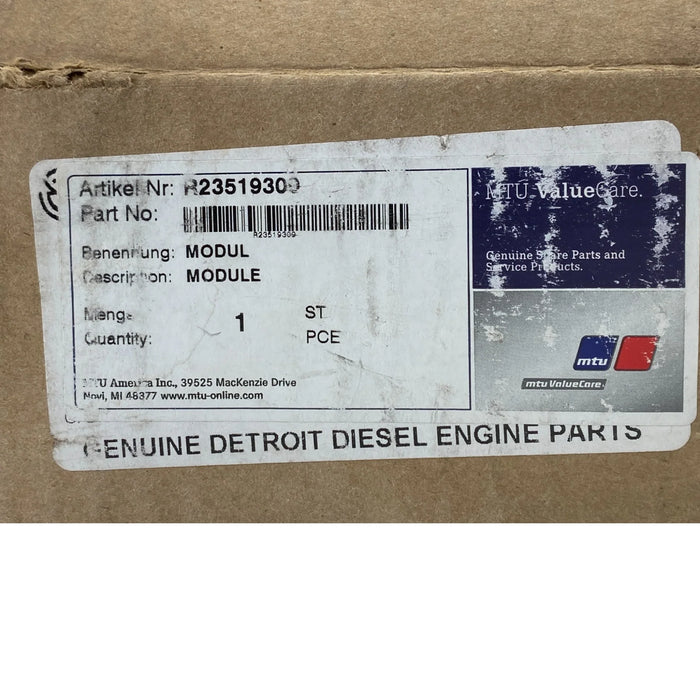 Artikel Nr: R23519309
Part No:
R23519309
Benennung: MODUL
Description: MODULE
Menge 1 ST
Quantity: PCE
MTU America Inc., 39525 MacKenzie Drive
Novi, MI 48377 www.mtu-online.com
MTU ValueCare.
Genuine Spare Parts and
Service Products.
mtu
mtu ValueCare.
GENUINE DETROIT DIESEL ENGINE PARTS